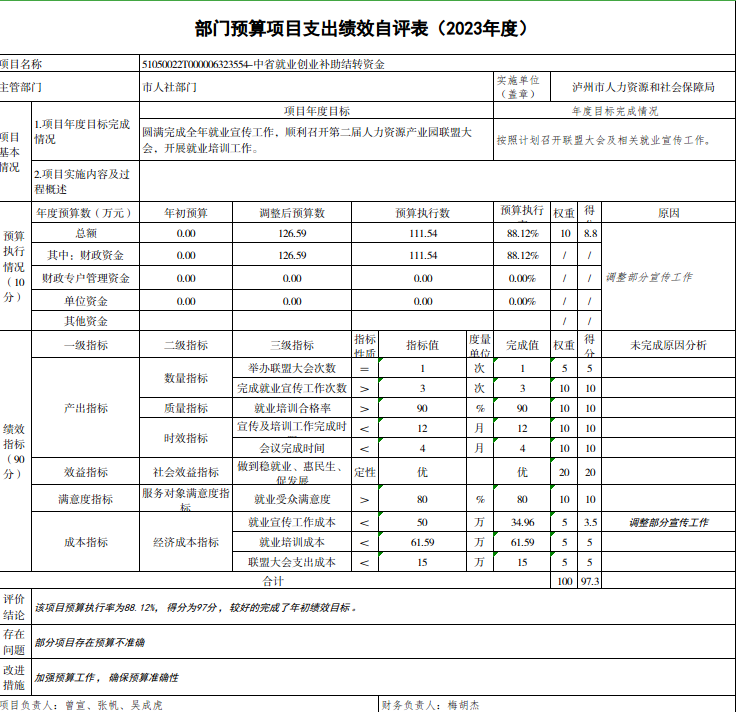 部门预算项目支出绩效自评表（2023年度）
项目名称 51050022T000006323554-中省就业创业补助结转资金
主管部门 市人社部门 实施单位（盖章） 泸州市人力资源和社会保障局
项目基本情况 1.项目年度目标完成情况 项目年度目标 年度目标完成情况
圆满完成全年就业宣传工作，顺利召开第二届人力资源产业园联盟大会，开展就业培训工作。 按照计划召开联盟大会及相关就业宣传工作。
2.项目实施内容及过程概述
预算执行情况（10分） 年度预算数（万元） 年初预算 调整后预算数 预算执行数 预算执行 权重 得 原因
总额 0.00 126.59 111.54 88.12% 10 8.8 调整部分宣传工作
其中：财政资金 0.00 126.59 111.54 88.12% / /
财政专户管理资金 0.00 0.00 0.00 0.00% / /
单位资金 0.00 0.00 0.00 0.00% / /
其他资金 / /
绩效指标（90分） 一级指标 二级指标 三级指标 指标性质 指标值 度量单位 完成值 权重 得分 未完成原因分析
产出指标 数量指标 举办联盟大会次数 = 1 次 1 5 5
完成就业宣传工作次数 > 3 次 3 10 10
质量指标 就业培训合格率 > 90 % 90 10 10
时效指标 宣传及培训工作完成时 < 12 月 12 10 10
会议完成时间 < 4 月 4 10 10
效益指标 社会效益指标 做到稳就业、惠民生、促发展 定性 优 优 20 20
满意度指标 服务对象满意度指标 就业受众满意度 > 80 % 80 10 10
成本指标 经济成本指标 就业宣传工作成本 < 50 万 34.96 5 3.5 调整部分宣传工作
就业培训成本 < 61.59 万 61.59 5 5
联盟大会支出成本 < 15 万 15 5 5
合计 100 97.3
评价结论 该项目预算执行率为88.12%，得分为97分，较好的完成了年初绩效目标。
存在问题 部分项目存在预算不准确
改进措施 加强预算工作，确保预算准确性
项目负责人：曾宣、张帆、吴成虎 财务负责人：梅胡杰